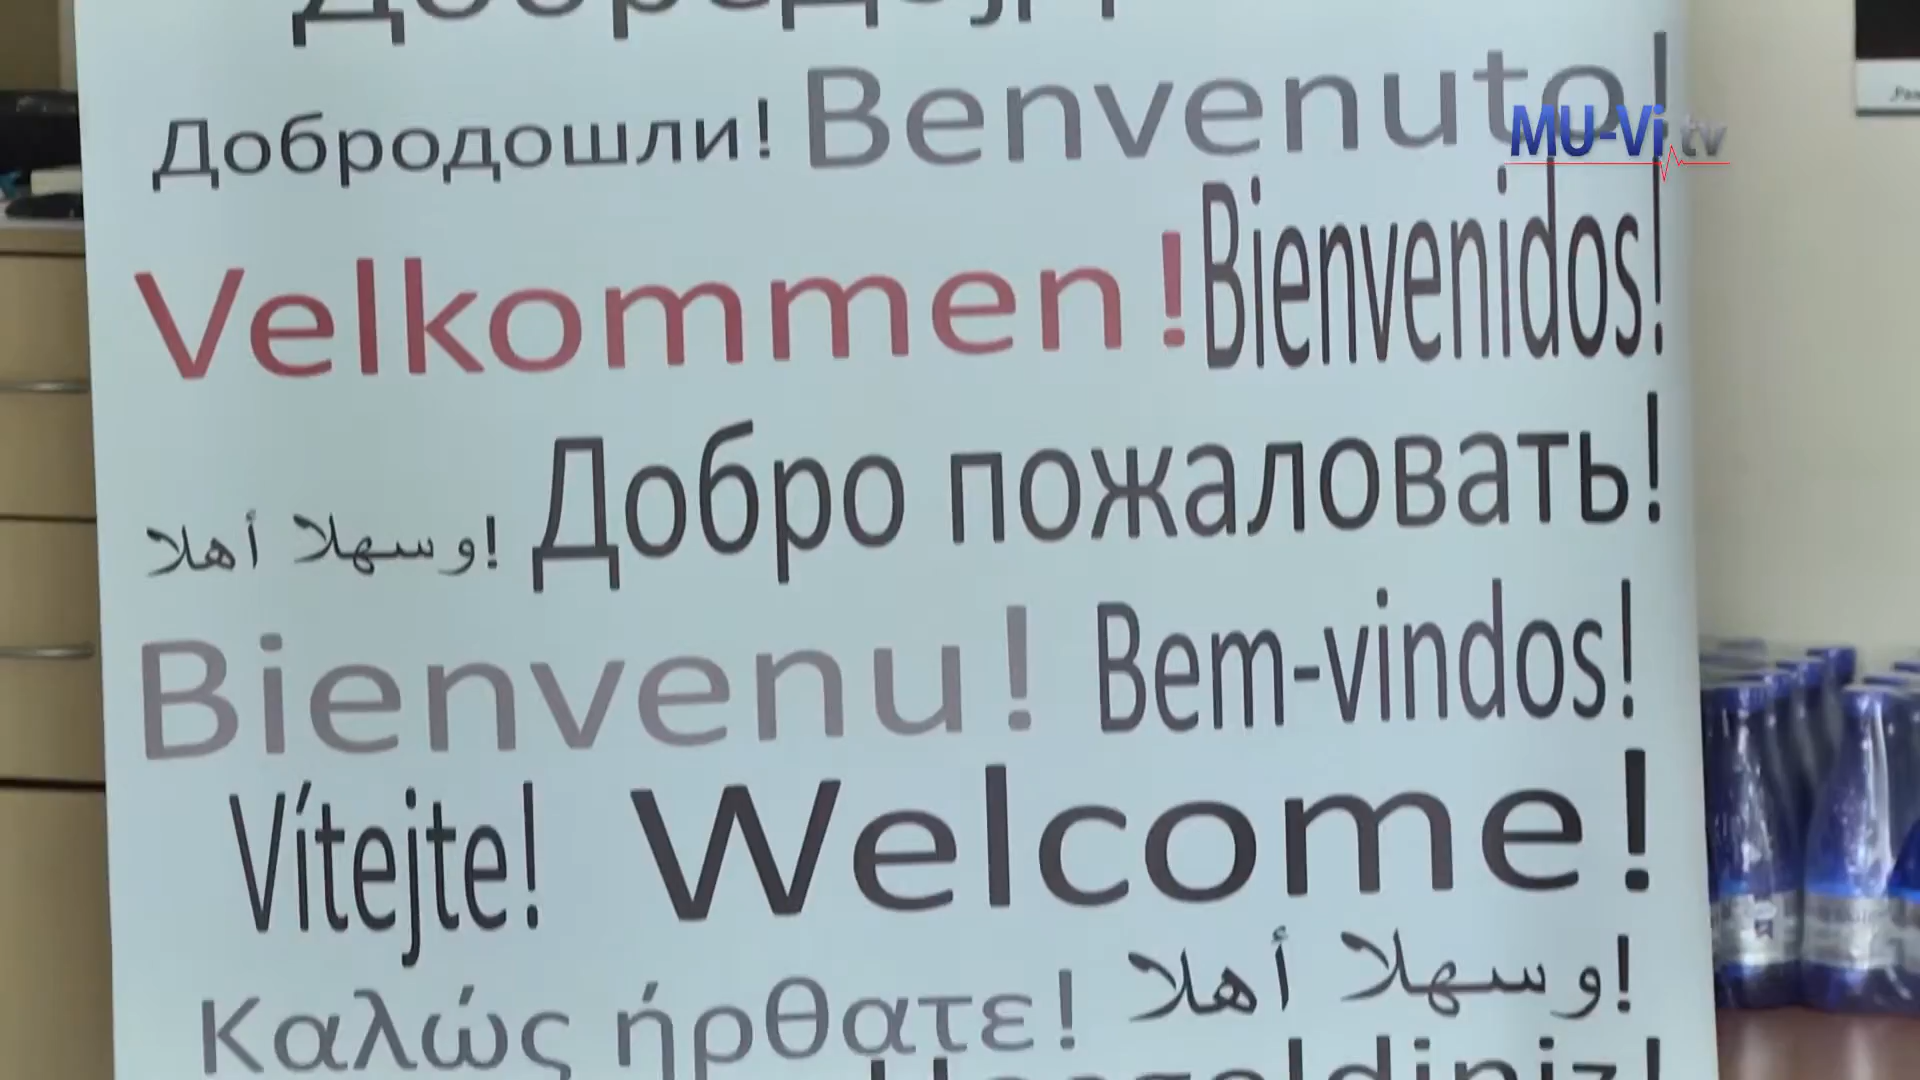 Добродошли! Benvenuto!
MU-Vi.tv
Velkommen! Bienvenidos!
أهلا وسهلا! Добро пожаловать!
Bienvenu! Bem-vindos!
Vítejte! Welcome!
Καλώς ήρθατε! أهلا وسهلا!